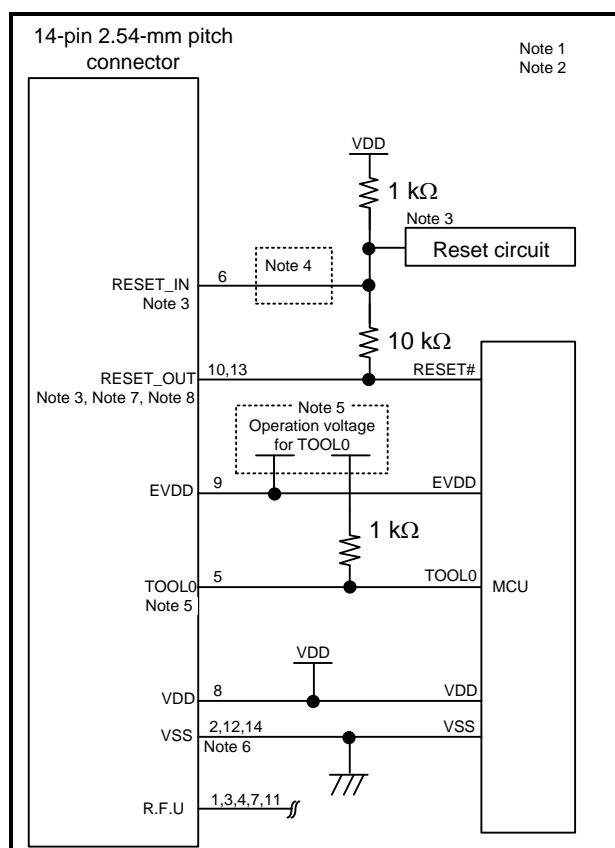 14-pin 2.54-mm pitch
connector
Note 1
Note 2
VDD
1 kΩ
Note 3
Reset circuit
Note 4
RESET_IN
6
Note 3
10 kΩ
RESET_OUT
10,13
RESET#
Note 3, Note 7, Note 8
Note 5
Operation voltage
for TOOL0
EVDD
9
EVDD
1 kΩ
TOOL0
5
TOOL0
MCU
Note 5
VDD
VDD
8
VDD
VSS
2,12,14
VSS
Note 6
R.F.U
1,3,4,7,11